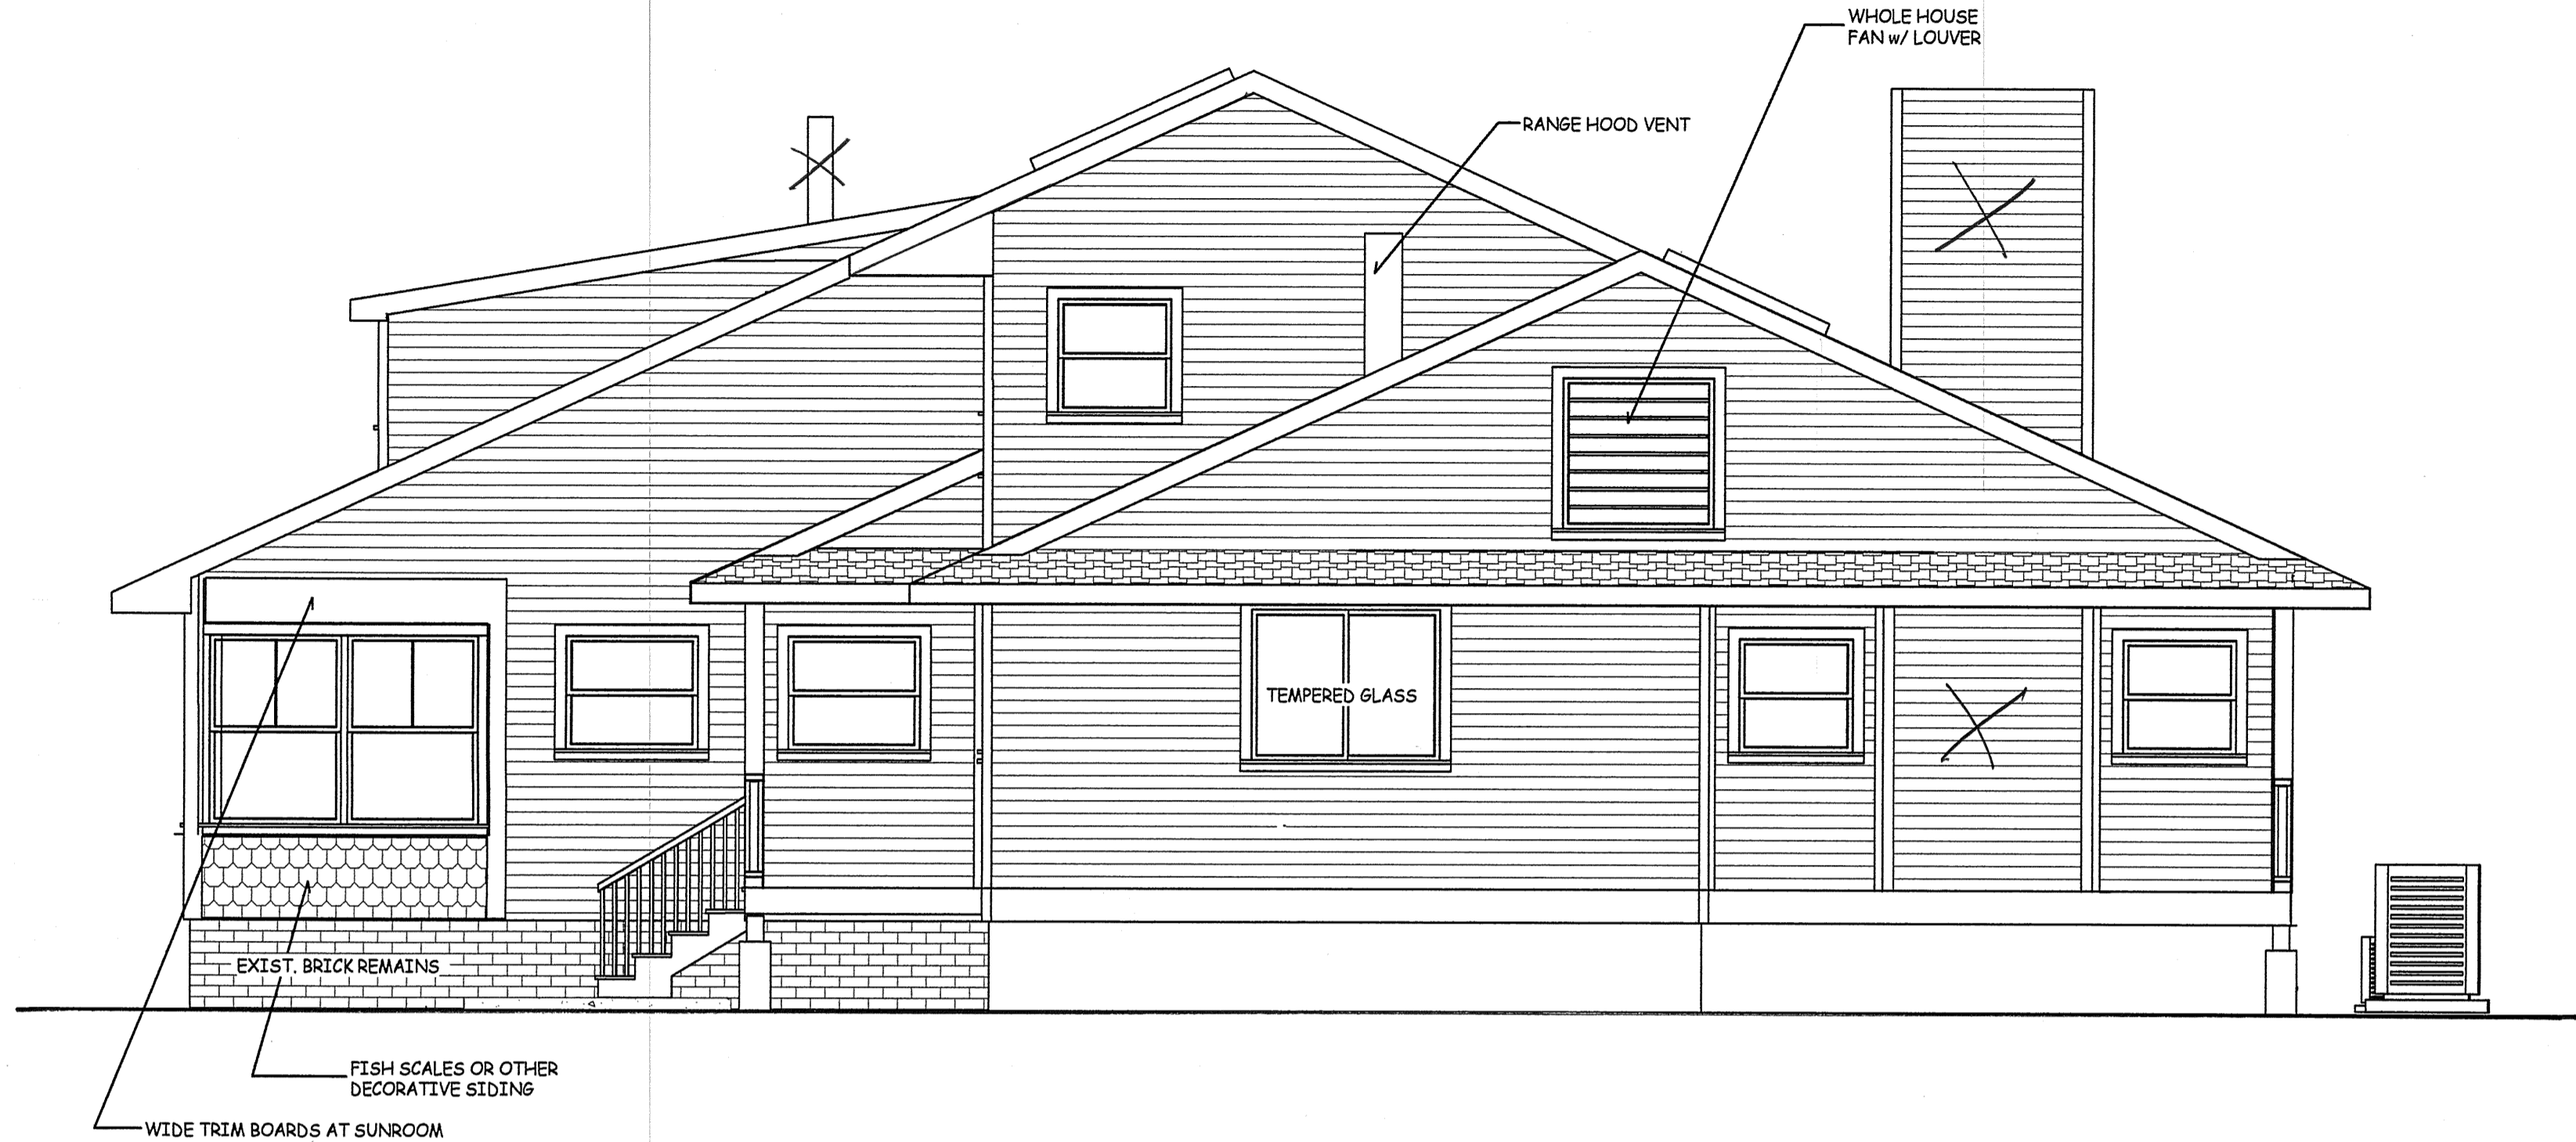 WHOLE HOUSE
FAN w/ LOUVER
RANGE HOOD VENT
TEMPERED GLASS
EXIST. BRICK REMAINS
FISH SCALES OR OTHER
DECORATIVE SIDING
WIDE TRIM BOARDS AT SUNROOM